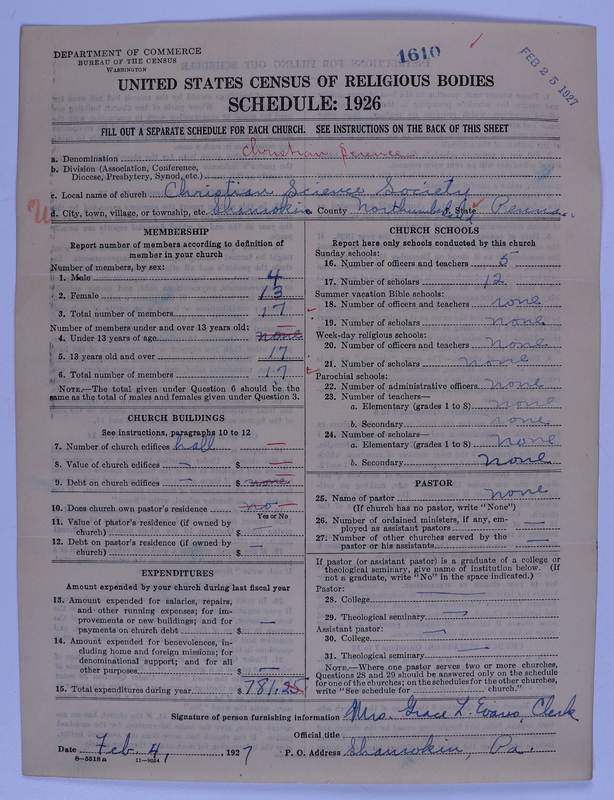 DEPARTMENT OF COMMERCE
BUREAU OF THE CENSUS
WASHINGTON
1610
FEB 25 1927
UNITED STATES CENSUS OF RELIGIOUS BODIES
SCHEDULE: 1926
FILL OUT A SEPARATE SCHEDULE FOR EACH CHURCH. SEE INSTRUCTIONS ON THE BACK OF THIS SHEET
a. Denomination Christian Science
b. Division (Association, Conference, Diocese, Presbytery, Synod, etc.)
c. Local name of church Christian Science Society
U d. City, town, village, or township, etc. Shamokin County Northumberld State Penna.
MEMBERSHIP
Report number of members according to definition of member in your church
Number of members, by sex:
1. Male 4
2. Female 13
3. Total number of members 17
Number of members under and over 13 years old:
4. Under 13 years of age none
5. 13 years old and over 17
6. Total number of members 17
NOTE.—The total given under Question 6 should be the same as the total of males and females given under Question 3.
CHURCH BUILDINGS
See instructions, paragraphs 10 to 12
7. Number of church edifices hall —
8. Value of church edifices — $ —
9. Debt on church edifices — $ none
10. Does church own pastor's residence no —
Yes or No
11. Value of pastor's residence (if owned by church) $ —
12. Debt on pastor's residence (if owned by church) $ —
EXPENDITURES
Amount expended by your church during last fiscal year
13. Amount expended for salaries, repairs, and other running expenses; for improvements or new buildings; and for payments on church debt $ —
14. Amount expended for benevolences, including home and foreign missions; for denominational support; and for all other purposes $ —
15. Total expenditures during year $ 781.25
CHURCH SCHOOLS
Report here only schools conducted by this church
Sunday schools:
16. Number of officers and teachers 5
17. Number of scholars 12
Summer vacation Bible schools:
18. Number of officers and teachers none
19. Number of scholars none
Week-day religious schools:
20. Number of officers and teachers none
21. Number of scholars none
Parochial schools:
22. Number of administrative officers none
23. Number of teachers—
a. Elementary (grades 1 to 8) none
b. Secondary none
24. Number of scholars—
a. Elementary (grades 1 to 8) none
b. Secondary none
PASTOR
25. Name of pastor none
(If church has no pastor, write "None")
26. Number of ordained ministers, if any, employed as assistant pastors —
27. Number of other churches served by the pastor or his assistants —
If pastor (or assistant pastor) is a graduate of a college or theological seminary, give name of institution below. (If not a graduate, write "No" in the space indicated.)
Pastor:
28. College —
29. Theological seminary —
Assistant pastor:
30. College —
31. Theological seminary —
NOTE.—Where one pastor serves two or more churches, Questions 28 and 29 should be answered only on the schedule for one of the churches; on the schedules for the other churches, write "See schedule for church."
Signature of person furnishing information Mrs. Grace L. Evans, Clerk
Official title
Date Feb. 4, 1927 P. O. Address Shamokin, Pa.
8-5518a 11-9054